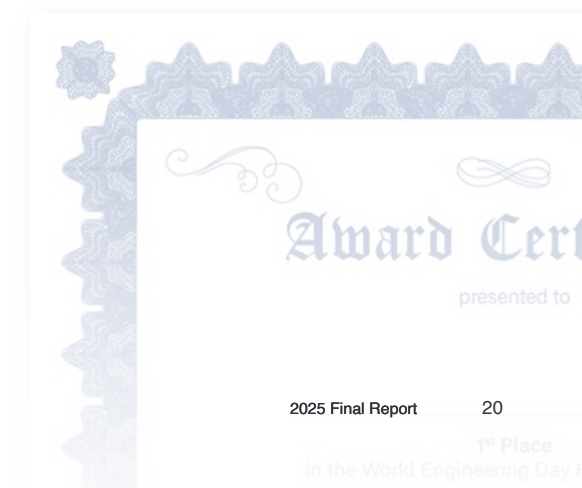 Award Cert
presented to
2025 Final Report 20
1st Place
in the World Engineering Day H